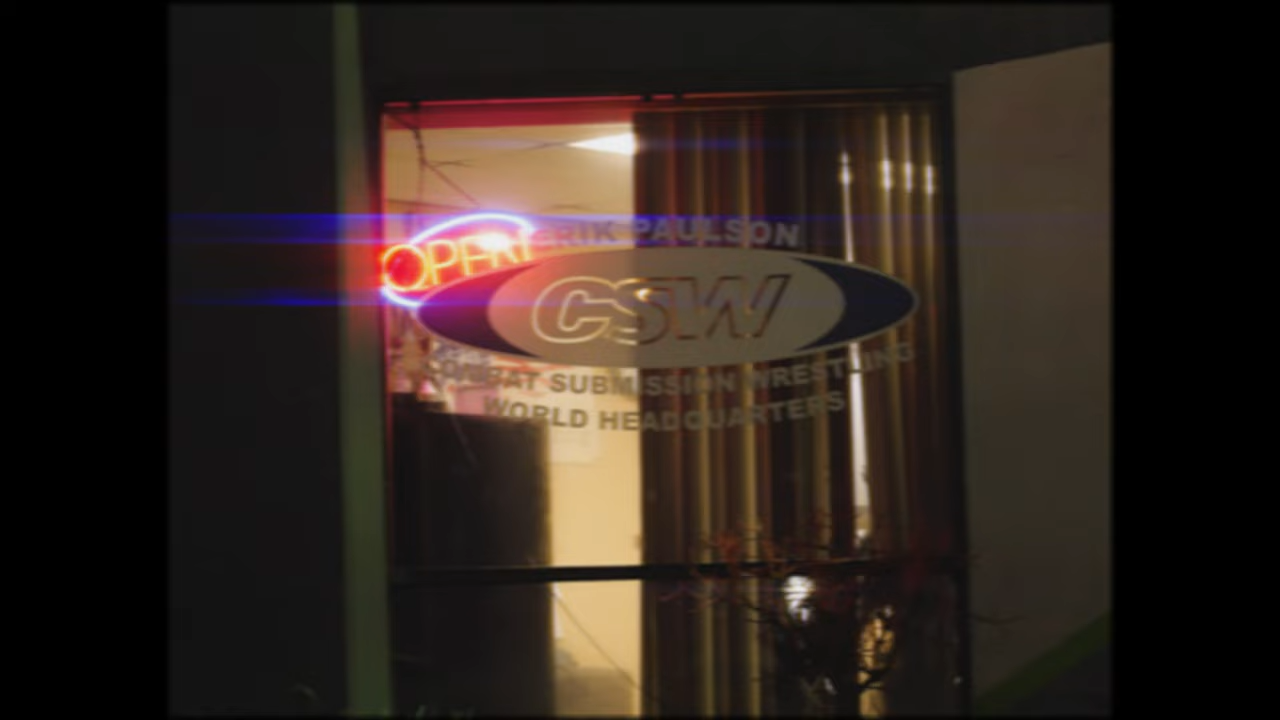 ERIK PAULSON
OPEN
CSW
COMBAT SUBMISSION WRESTLING
WORLD HEADQUARTERS